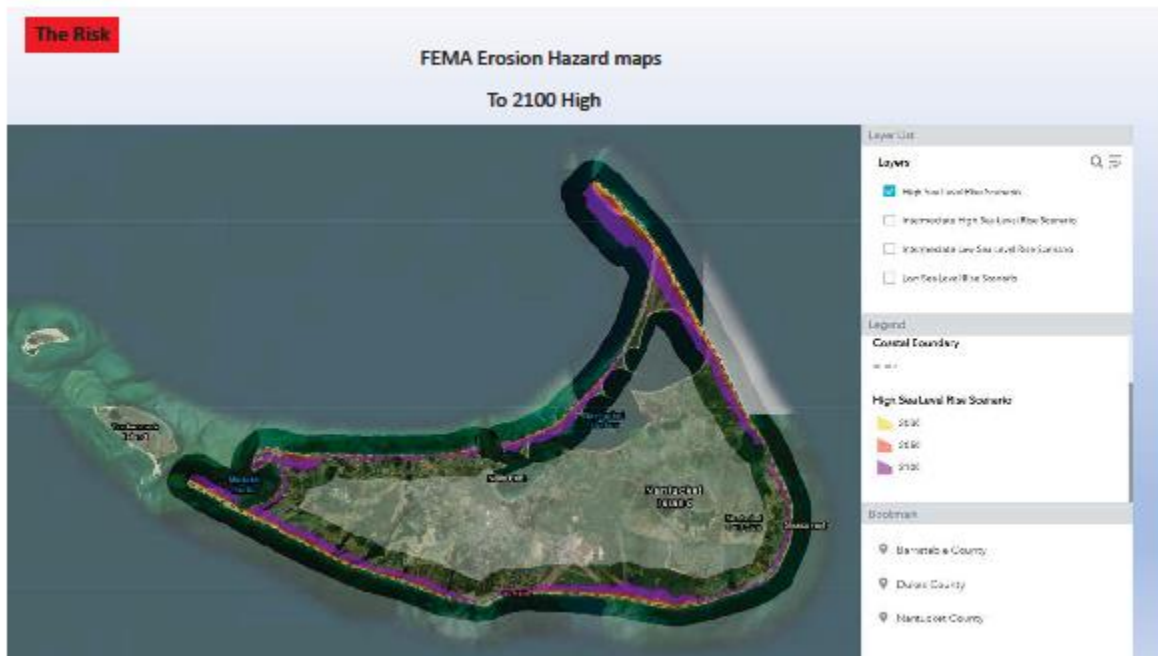 The Risk
FEMA Erosion Hazard maps
To 2100 High
Layer List
Layers
High Sea Level Rise Scenario
Intermediate High Sea Level Rise Scenario
Intermediate Low Sea Level Rise Scenario
Low Sea Level Rise Scenario
Legend
Coastal Boundary
High Sea Level Rise Scenario
2030
2050
2100
Bookmark
Barnstable County
Dukes County
Nantucket County
Nantucket
Island